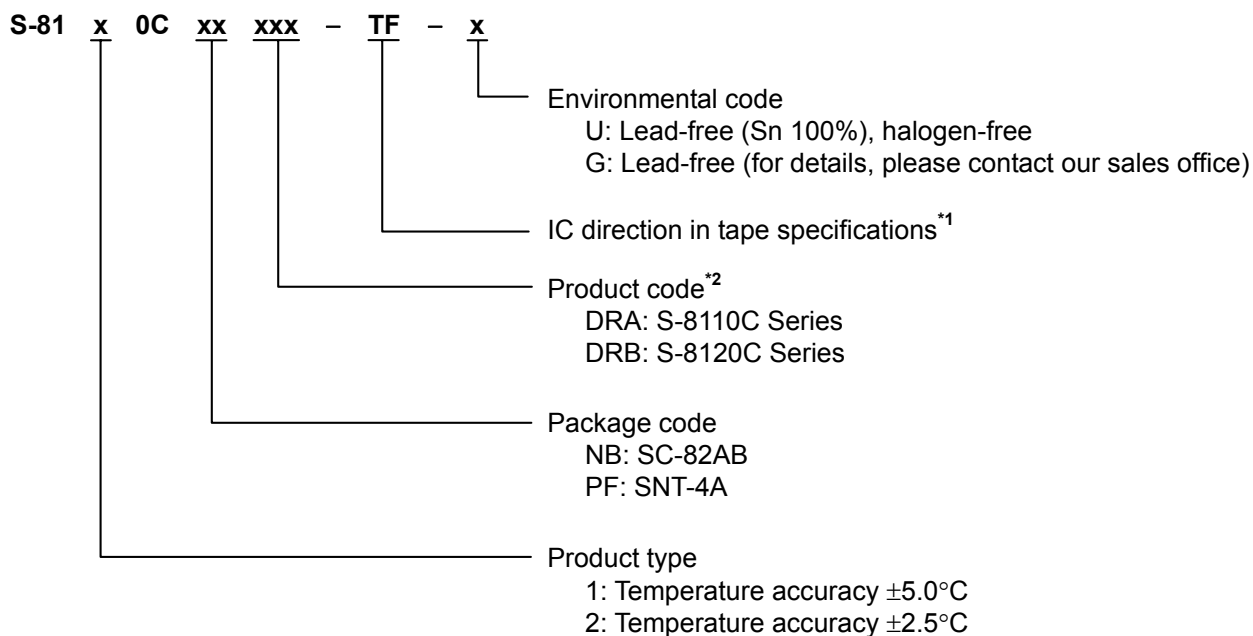 S-81 x 0C xx xxx – TF – x
Environmental code
U: Lead-free (Sn 100%), halogen-free
G: Lead-free (for details, please contact our sales office)
IC direction in tape specifications*1
Product code*2
DRA: S-8110C Series
DRB: S-8120C Series
Package code
NB: SC-82AB
PF: SNT-4A
Product type
1: Temperature accuracy ±5.0°C
2: Temperature accuracy ±2.5°C